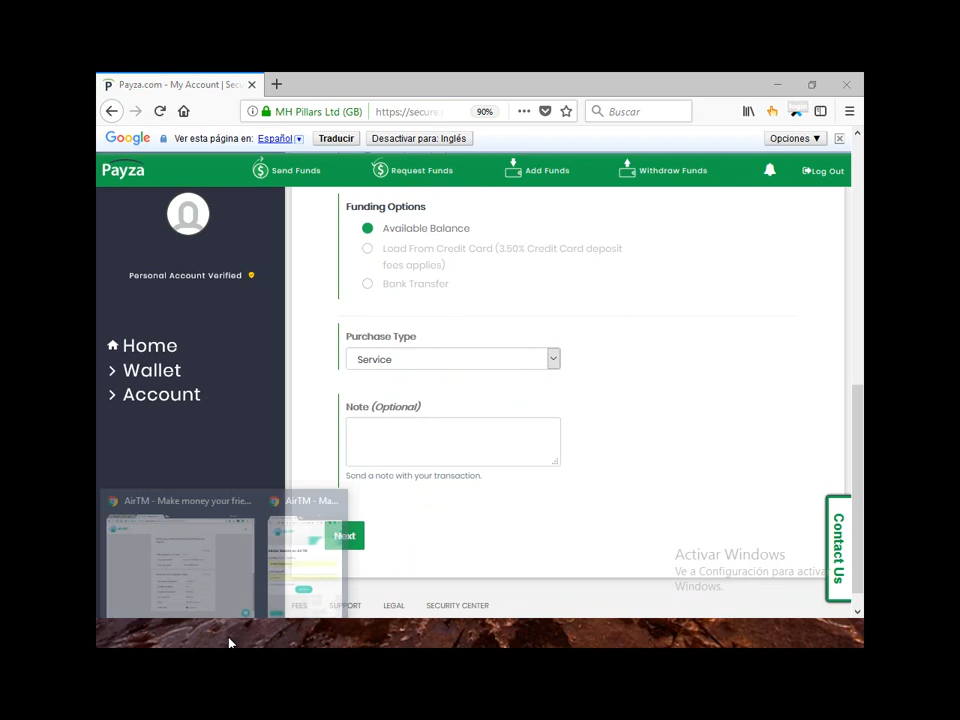 Payza.com - My Account | Secu
MH Pillars Ltd (GB)
https://secure.
90%
Buscar
Google
Ver esta página en: Español
Traducir
Desactivar para: Inglés
Opciones ▼
Payza
Send Funds
Request Funds
Add Funds
Withdraw Funds
Log Out
Funding Options
Available Balance
Load From Credit Card (3.50% Credit Card deposit
fees applies)
Bank Transfer
Personal Account Verified
Home
Wallet
Account
Purchase Type
Service
Note (Optional)
Send a note with your transaction.
AirTM - Make money your frie...
AirTM - Ma...
Next
Contact Us
Activar Windows
Ve a Configuración para activa
Windows.
FEES
SUPPORT
LEGAL
SECURITY CENTER